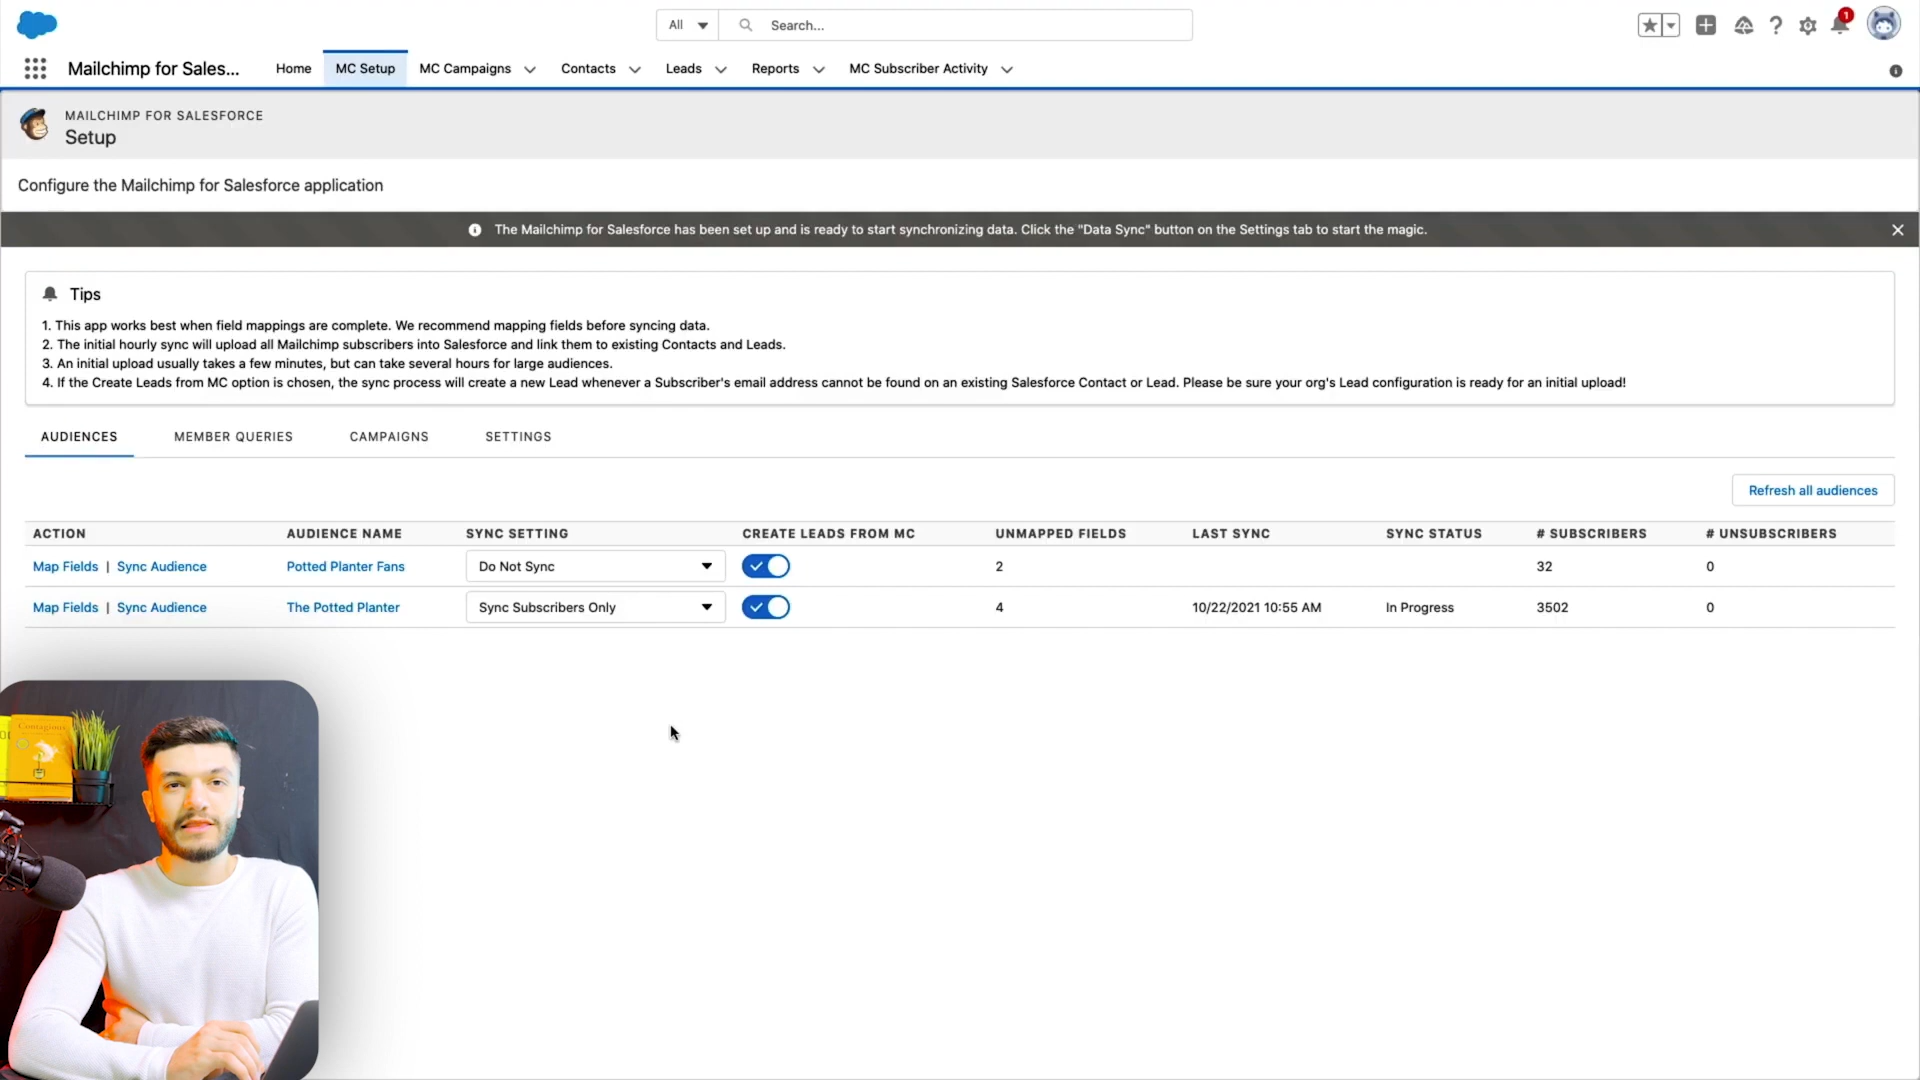 All
Search...
1
Mailchimp for Sales...
Home
MC Setup
MC Campaigns
Contacts
Leads
Reports
MC Subscriber Activity
MAILCHIMP FOR SALESFORCE
Setup
Configure the Mailchimp for Salesforce application
The Mailchimp for Salesforce has been set up and is ready to start synchronizing data. Click the "Data Sync" button on the Settings tab to start the magic.
Tips
1. This app works best when field mappings are complete. We recommend mapping fields before syncing data.
2. The initial hourly sync will upload all Mailchimp subscribers into Salesforce and link them to existing Contacts and Leads.
3. An initial upload usually takes a few minutes, but can take several hours for large audiences.
4. If the Create Leads from MC option is chosen, the sync process will create a new Lead whenever a Subscriber's email address cannot be found on an existing Salesforce Contact or Lead. Please be sure your org's Lead configuration is ready for an initial upload!
AUDIENCES
MEMBER QUERIES
CAMPAIGNS
SETTINGS
Refresh all audiences
ACTION AUDIENCE NAME SYNC SETTING CREATE LEADS FROM MC UNMAPPED FIELDS LAST SYNC SYNC STATUS # SUBSCRIBERS # UNSUBSCRIBERS
Map Fields | Sync Audience Potted Planter Fans Do Not Sync 2 32 0
Map Fields | Sync Audience The Potted Planter Sync Subscribers Only 4 10/22/2021 10:55 AM In Progress 3502 0
Contagious